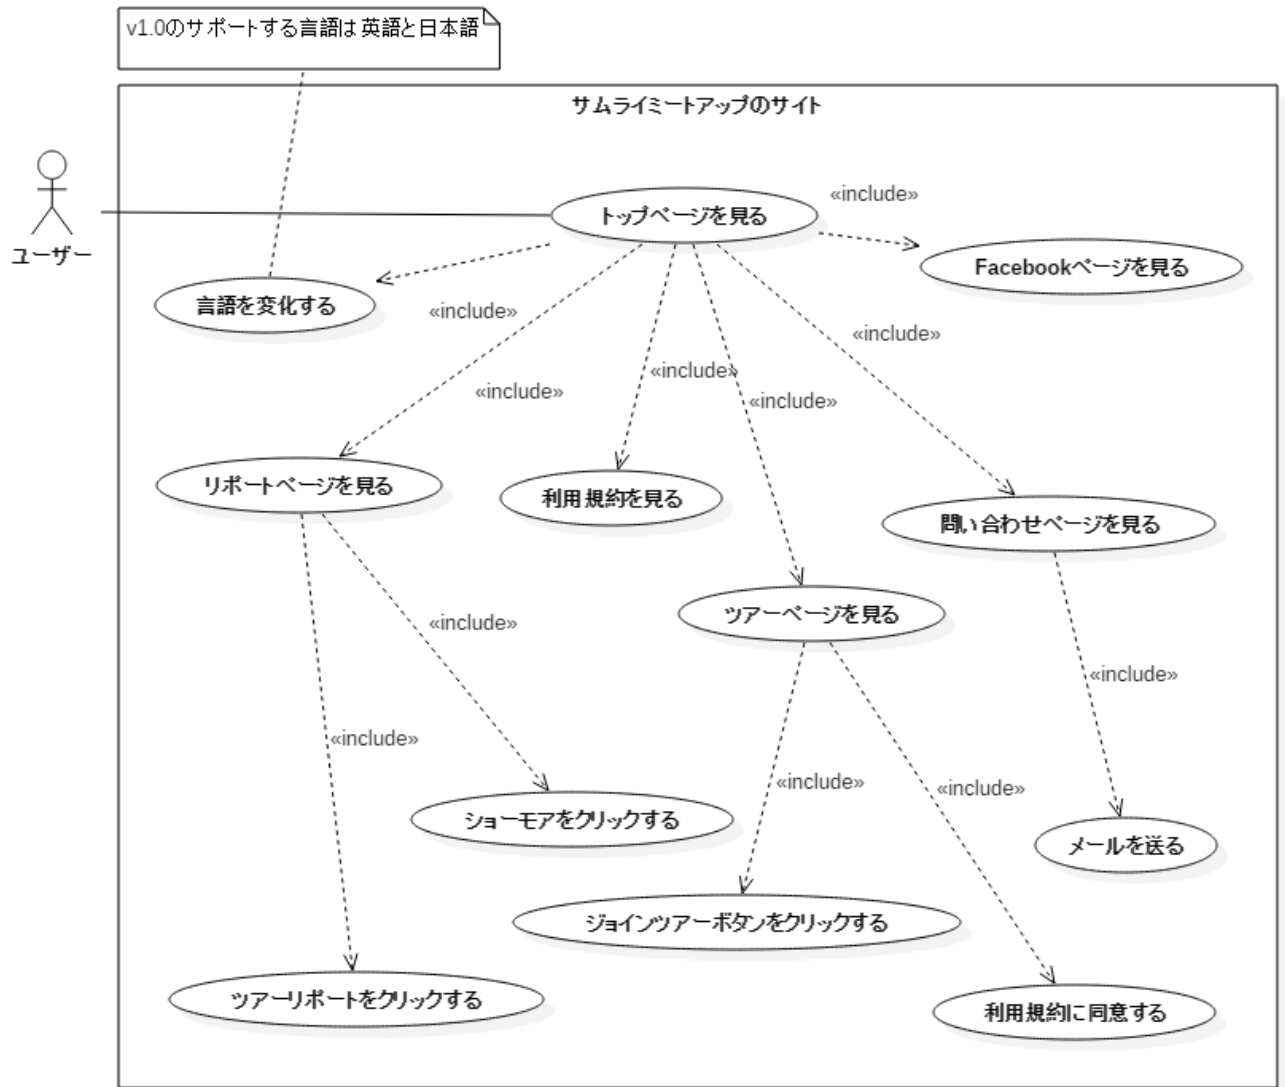 v1.0のサポートする言語は英語と日本語
サムライミートアップのサイト
«include»
トップページを見る
ユーザー
Facebookページを見る
言語を変化する
«include»
«include»
«include»
«include»
«include»
リポートページを見る
利用規約を見る
問い合わせページを見る
ツアーページを見る
«include»
«include»
«include»
«include»
«include»
ショーモアをクリックする
メールを送る
ジョインツアーボタンをクリックする
ツアーリポートをクリックする
利用規約に同意する